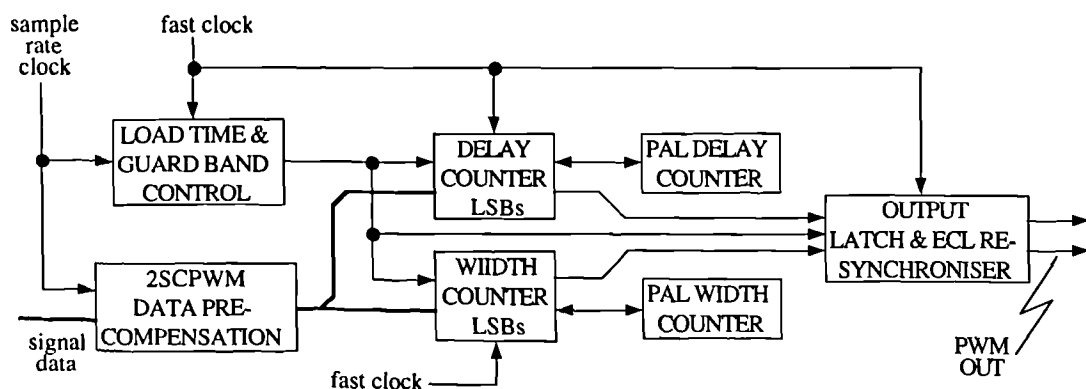 sample
rate
clock
fast clock
LOAD TIME &
GUARD BAND
CONTROL
DELAY
COUNTER
LSBs
PAL DELAY
COUNTER
OUTPUT
LATCH & ECL RE-
SYNCHRONISER
2SCPWM
DATA PRE-
COMPENSATION
WIIDTH
COUNTER
LSBs
PAL WIDTH
COUNTER
signal
data
fast clock
PWM
OUT